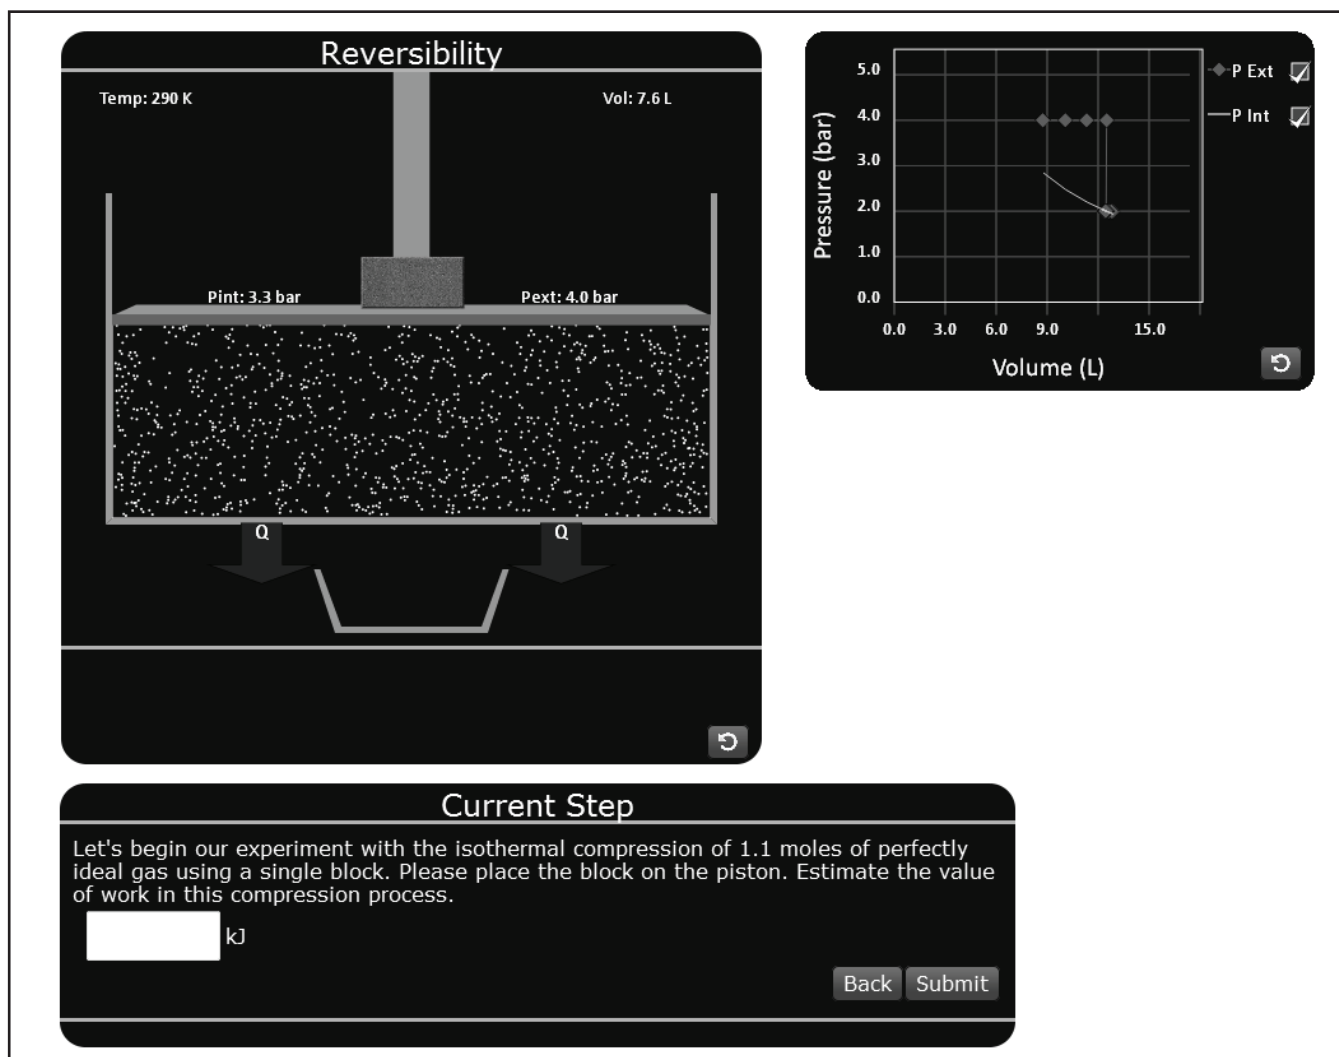 Reversibility
Temp: 290 K
Vol: 7.6 L
Pint: 3.3 bar
Pext: 4.0 bar
Q
Q
5.0
4.0
3.0
2.0
1.0
0.0
Pressure (bar)
0.0 3.0 6.0 9.0 15.0
Volume (L)
P Ext
P Int
Current Step
Let's begin our experiment with the isothermal compression of 1.1 moles of perfectly
ideal gas using a single block. Please place the block on the piston. Estimate the value
of work in this compression process.
kJ
Back Submit